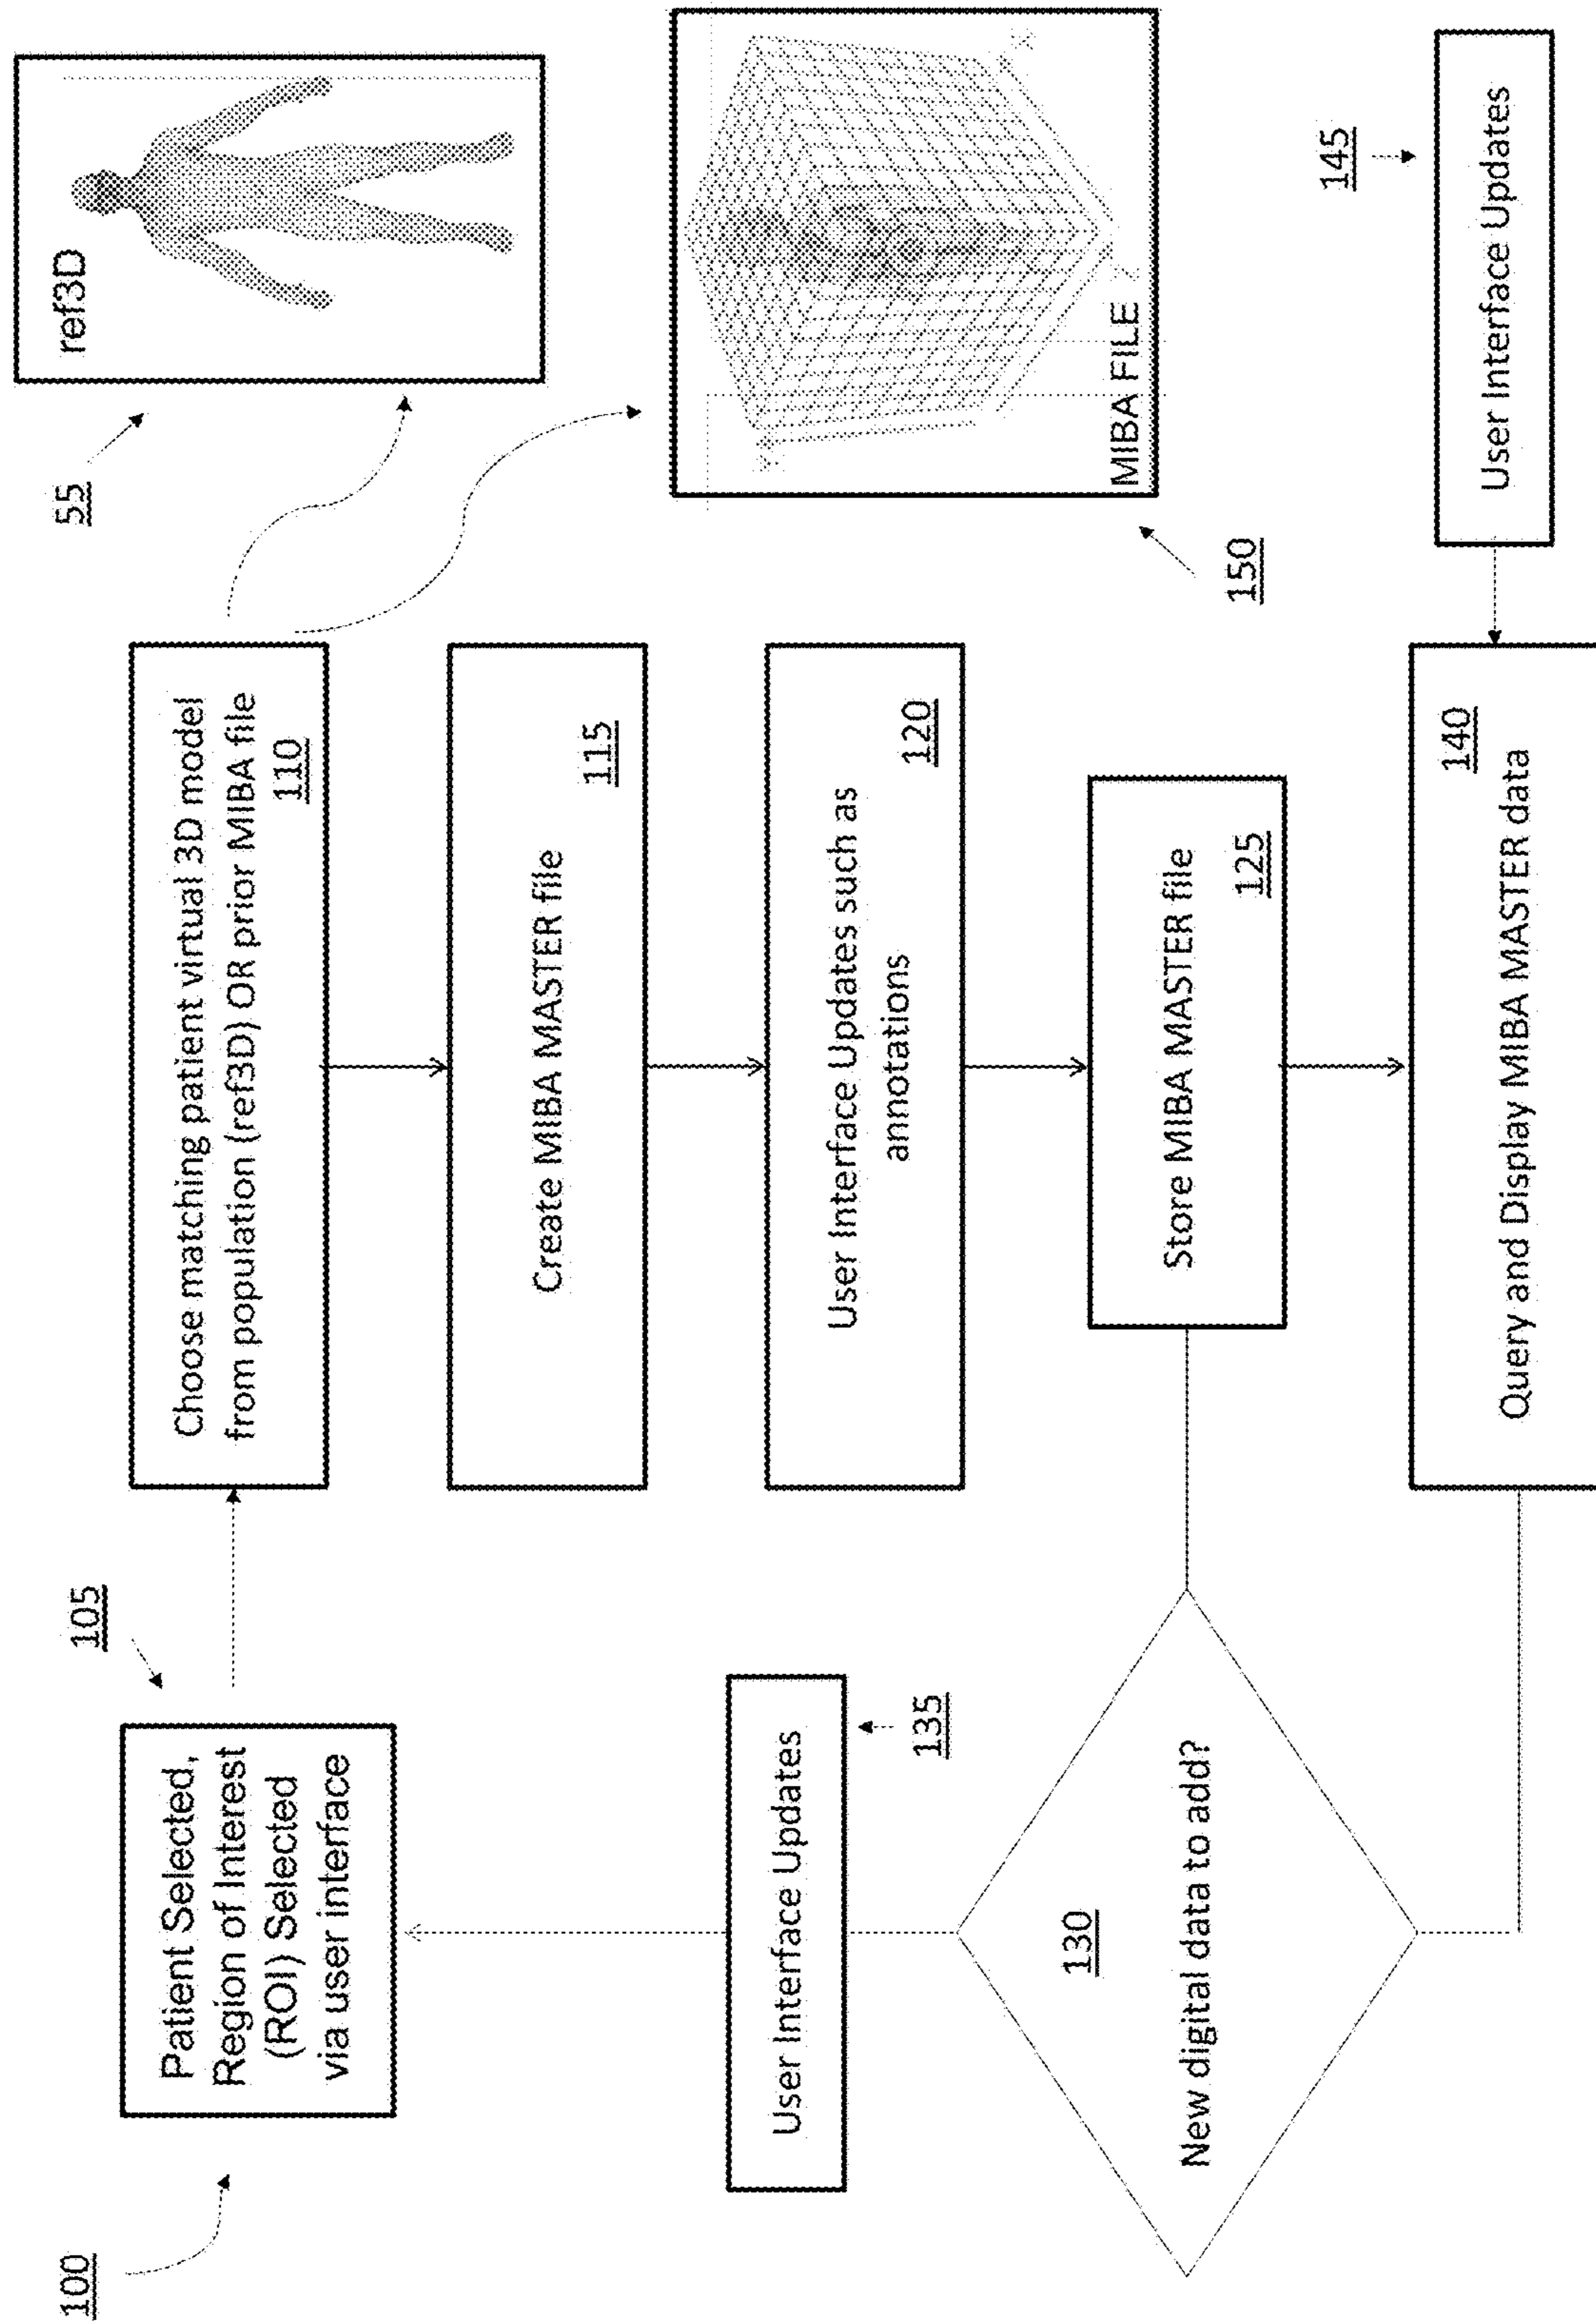 100
Patient Selected,
Region of Interest
(ROI) Selected
via user interface
105
Choose matching patient virtual 3D model
from population (ref3D) OR prior MIBA file
110
55
ref3D
Create MIBA MASTER file
115
150
MIBA FILE
User Interface Updates such as
annotations
120
User Interface Updates
135
Store MIBA MASTER file
125
130
New digital data to add?
140
Query and Display MIBA MASTER data
145
User Interface Updates